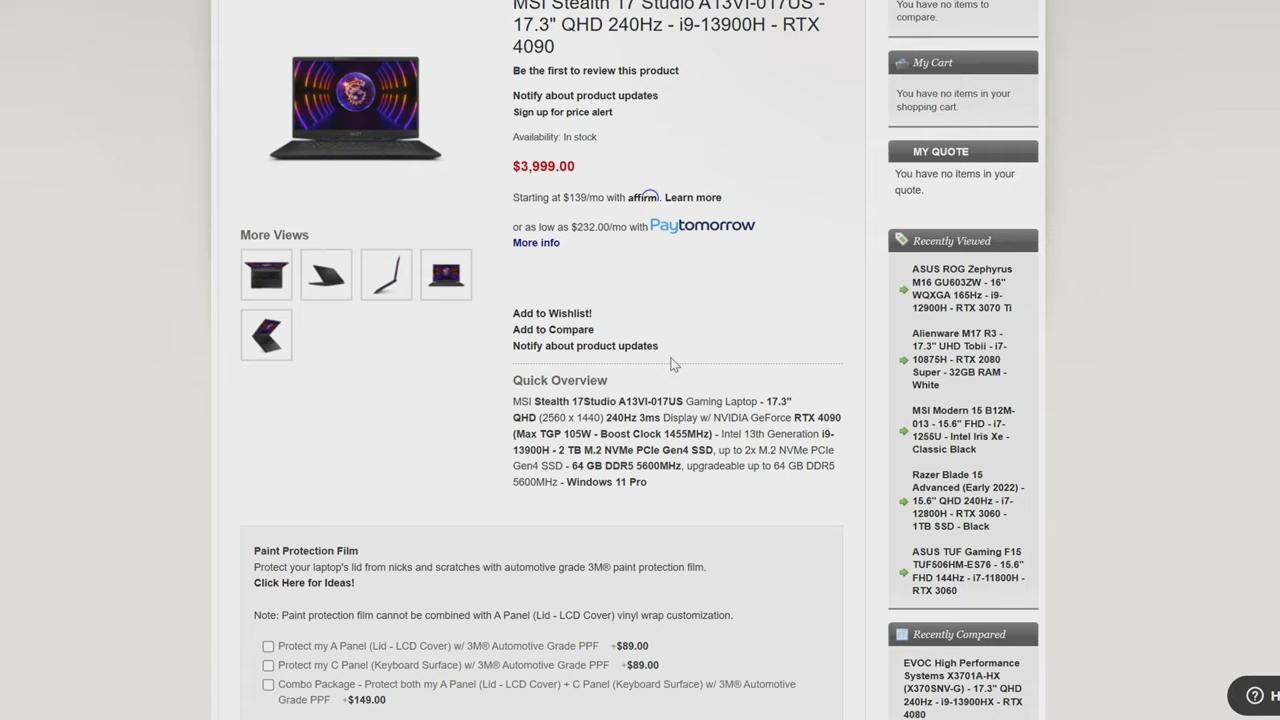 MSI Stealth 17 Studio A13VI-017US -
17.3" QHD 240Hz - i9-13900H - RTX
4090
Be the first to review this product
Notify about product updates
Sign up for price alert
Availability: In stock
$3,999.00
Starting at $139/mo with affirm. Learn more
or as low as $232.00/mo with Paytomorrow
More info
More Views
Add to Wishlist!
Add to Compare
Notify about product updates
Quick Overview
MSI Stealth 17Studio A13VI-017US Gaming Laptop - 17.3"
QHD (2560 x 1440) 240Hz 3ms Display w/ NVIDIA GeForce RTX 4090
(Max TGP 105W - Boost Clock 1455MHz) - Intel 13th Generation i9-
13900H - 2 TB M.2 NVMe PCIe Gen4 SSD, up to 2x M.2 NVMe PCIe
Gen4 SSD - 64 GB DDR5 5600MHz, upgradeable up to 64 GB DDR5
5600MHz - Windows 11 Pro
Paint Protection Film
Protect your laptop's lid from nicks and scratches with automotive grade 3M® paint protection film.
Click Here for Ideas!
Note: Paint protection film cannot be combined with A Panel (Lid - LCD Cover) vinyl wrap customization.
Protect my A Panel (Lid - LCD Cover) w/ 3M® Automotive Grade PPF +$89.00
Protect my C Panel (Keyboard Surface) w/ 3M® Automotive Grade PPF +$89.00
Combo Package - Protect both my A Panel (Lid - LCD Cover) + C Panel (Keyboard Surface) w/ 3M® Automotive
Grade PPF +$149.00
You have no items to
compare.
My Cart
You have no items in your
shopping cart.
MY QUOTE
You have no items in your
quote.
Recently Viewed
ASUS ROG Zephyrus
M16 GU603ZW - 16"
WQXGA 165Hz - i9-
12900H - RTX 3070 Ti
Alienware M17 R3 -
17.3" UHD Tobii - i7-
10875H - RTX 2080
Super - 32GB RAM -
White
MSI Modern 15 B12M-
013 - 15.6" FHD - i7-
1255U - Intel Iris Xe -
Classic Black
Razer Blade 15
Advanced (Early 2022) -
15.6" QHD 240Hz - i7-
12800H - RTX 3060 -
1TB SSD - Black
ASUS TUF Gaming F15
TUF506HM-ES76 - 15.6"
FHD 144Hz - i7-11800H -
RTX 3060
Recently Compared
EVOC High Performance
Systems X3701A-HX
(X370SNV-G) - 17.3" QHD
240Hz - i9-13900HX - RTX
4080